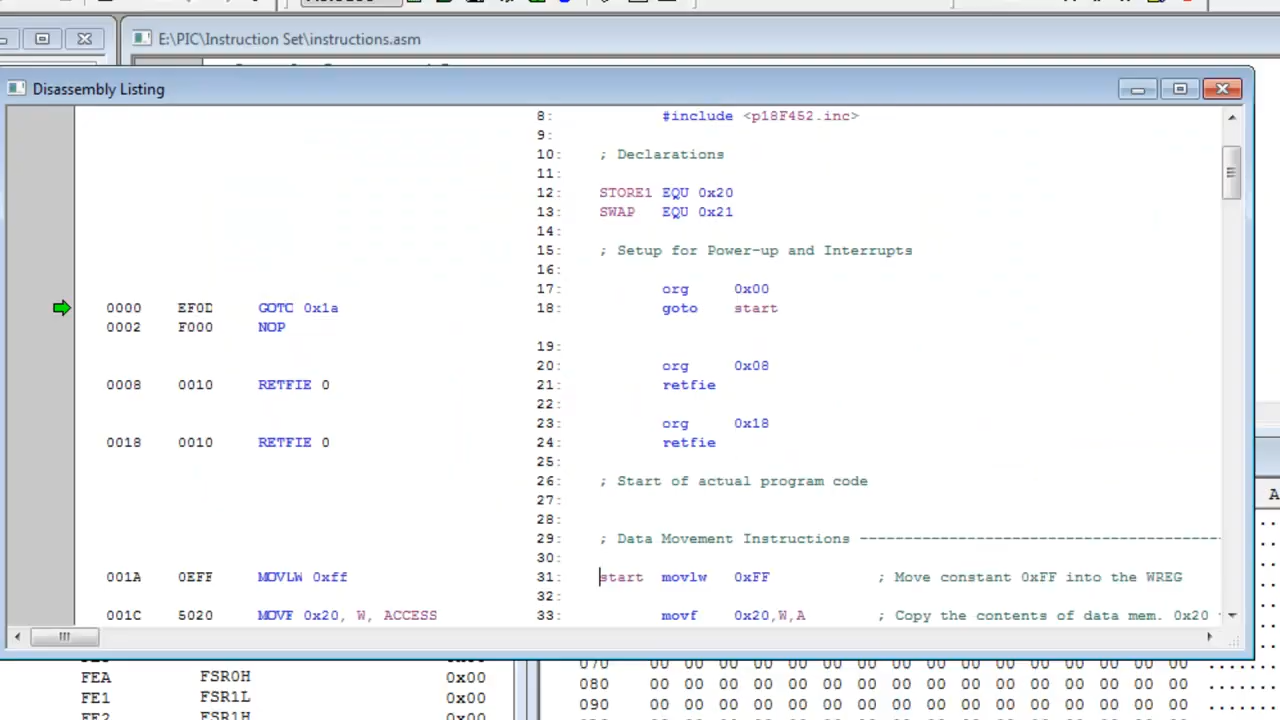 E:\PIC\Instruction Set\instructions.asm
Disassembly Listing
8: #include <p18F452.inc>
9:
10: ; Declarations
11:
12: STORE1 EQU 0x20
13: SWAP EQU 0x21
14:
15: ; Setup for Power-up and Interrupts
16:
17: org 0x00
0000 EF0D GOTO 0x1a 18: goto start
0002 F000 NOP
19:
20: org 0x08
0008 0010 RETFIE 0 21: retfie
22:
23: org 0x18
0018 0010 RETFIE 0 24: retfie
25:
26: ; Start of actual program code
27:
28:
29: ; Data Movement Instructions ----------------------------------------
30:
001A 0EFF MOVLW 0xff 31: start movlw 0xFF ; Move constant 0xFF into the WREG
32:
001C 5020 MOVF 0x20, W, ACCESS 33: movf 0x20,W,A ; Copy the contents of data mem. 0x20
FEA FSR0H 0x00
FE1 FSR1L 0x00
FE2 FSR1H 0x00
070 00 00 00 00 00 00 00 00 00 00 00 00 00 00 00 00 .......
080 00 00 00 00 00 00 00 00 00 00 00 00 00 00 00 00 .......
090 00 00 00 00 00 00 00 00 00 00 00 00 00 00 00 00 .......